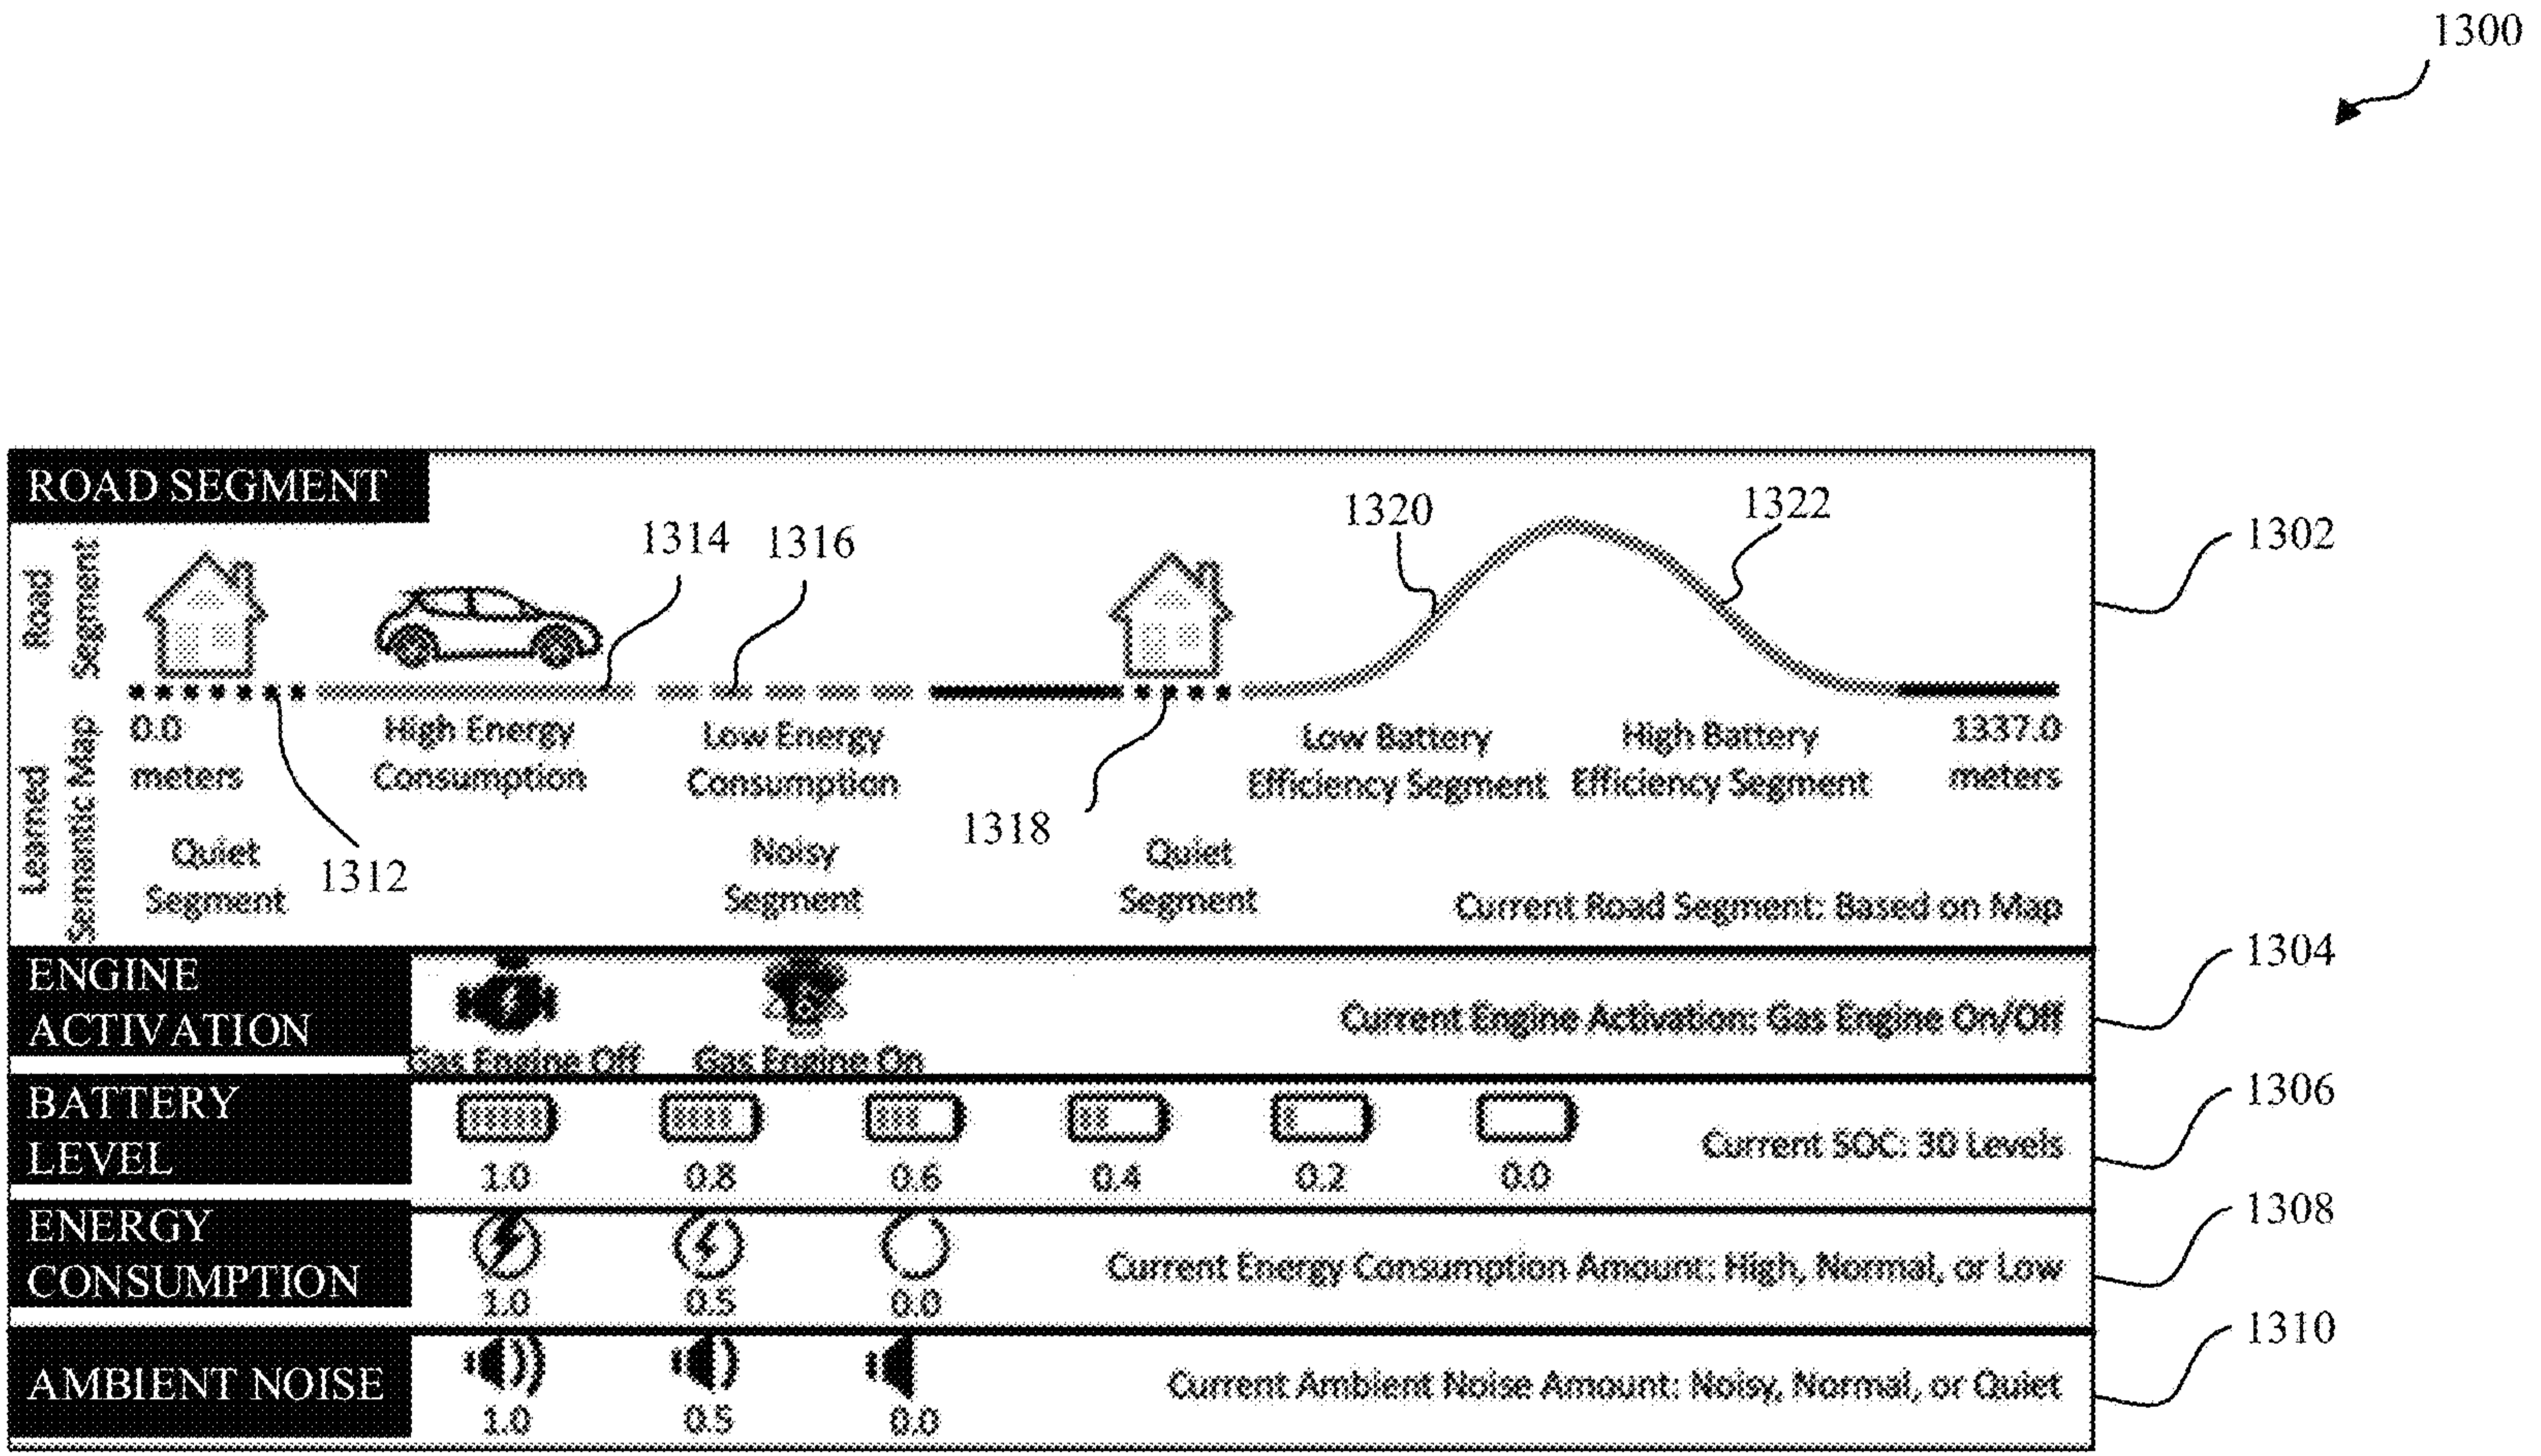 1300
ROAD SEGMENT
Road
Segment
Learned
Semantic Map
1314
1316
1320
1322
1302
0.0
meters
High Energy
Consumption
Low Energy
Consumption
Low Battery
Efficiency Segment
High Battery
Efficiency Segment
1337.0
meters
1318
1312
Quiet
Segment
Noisy
Segment
Quiet
Segment
Current Road Segment: Based on Map
ENGINE
ACTIVATION
Gas Engine Off
Gas Engine On
Current Engine Activation: Gas Engine On/Off
1304
BATTERY
LEVEL
1.0
0.8
0.6
0.4
0.2
0.0
Current SOC: 30 Levels
1306
ENERGY
CONSUMPTION
1.0
0.5
0.0
Current Energy Consumption Amount: High, Normal, or Low
1308
AMBIENT NOISE
1.0
0.5
0.0
Current Ambient Noise Amount: Noisy, Normal, or Quiet
1310